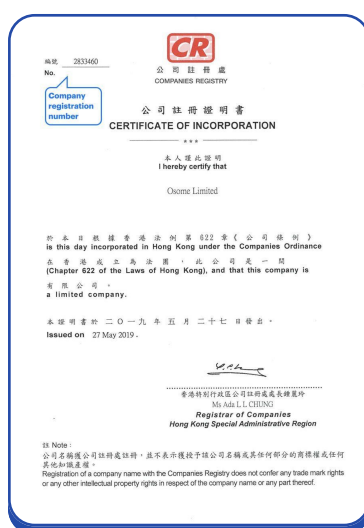 CR
編號 2833460
No.
公司註冊處
COMPANIES REGISTRY
Company
registration
number
公司註冊證明書
CERTIFICATE OF INCORPORATION
***
本人謹此證明
I hereby certify that
Osome Limited
於本日根據香港法例第622章《公司條例》
is this day incorporated in Hong Kong under the Companies Ordinance
在香港成立為法團，此公司是一間
(Chapter 622 of the Laws of Hong Kong), and that this company is
有限公司。
a limited company.
本證明書於二〇一九年五月二十七日發出。
Issued on 27 May 2019.
香港特別行政區公司註冊處處長鍾麗玲
Ms Ada L L CHUNG
Registrar of Companies
Hong Kong Special Administrative Region
註 Note:
公司名稱獲公司註冊處註冊，並不表示獲授予該公司名稱或其任何部分的商標權或任何
其他知識產權。
Registration of a company name with the Companies Registry does not confer any trade mark rights
or any other intellectual property rights in respect of the company name or any part thereof.